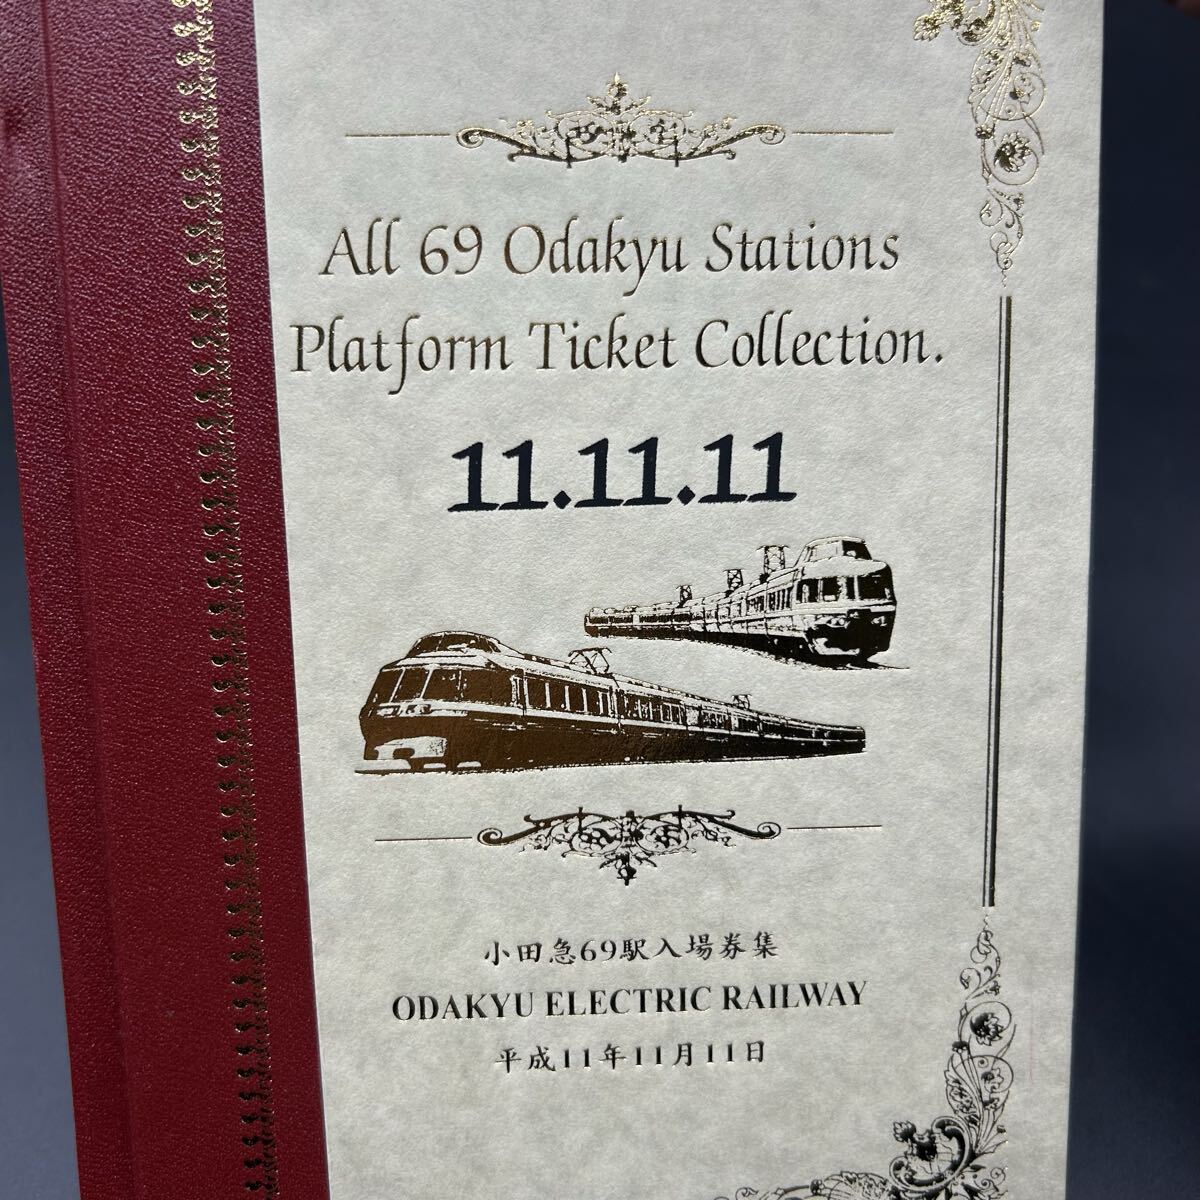 All 69 Odakyu Stations
Platform Ticket Collection.
11.11.11
小田急69駅入場券集
ODAKYU ELECTRIC RAILWAY
平成11年11月11日